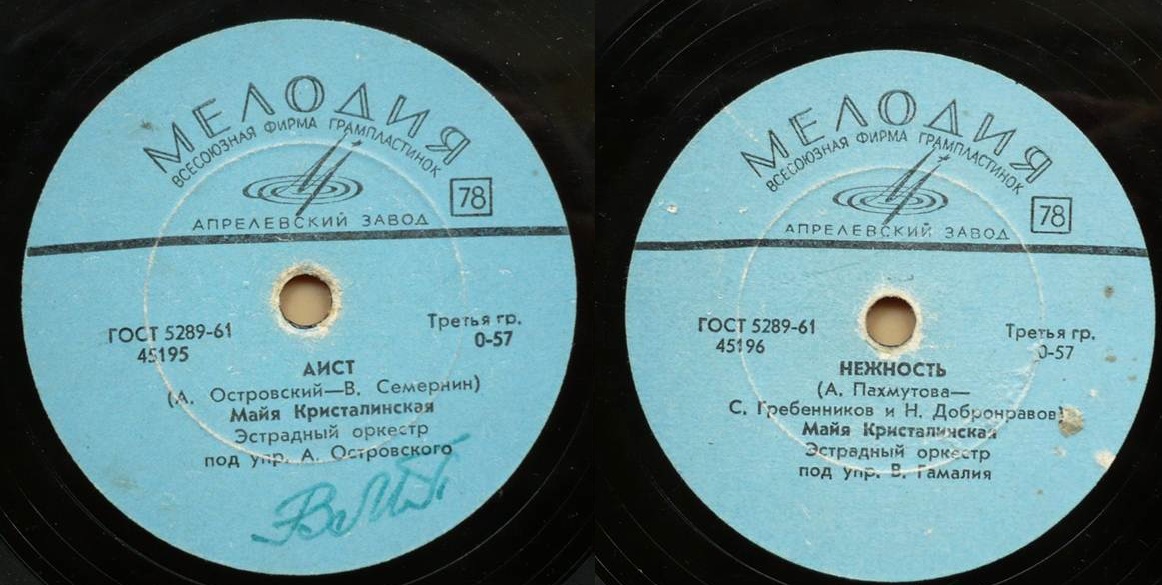 МЕЛОДИЯ
ВСЕСОЮЗНАЯ ФИРМА ГРАМПЛАСТИНОК
78
АПРЕЛЕВСКИЙ ЗАВОД
ГОСТ 5289-61
45195
Третья гр.
0-57
АИСТ
(А. Островский—В. Семернин)
Майя Кристалинская
Эстрадный оркестр
под упр. А. Островского
МЕЛОДИЯ
ВСЕСОЮЗНАЯ ФИРМА ГРАМПЛАСТИНОК
78
АПРЕЛЕВСКИЙ ЗАВОД
ГОСТ 5289-61
45196
Третья гр.
0-57
НЕЖНОСТЬ
(А. Пахмутова—
С. Гребенников и Н. Добронравов)
Майя Кристалинская
Эстрадный оркестр
под упр. В. Гамалия